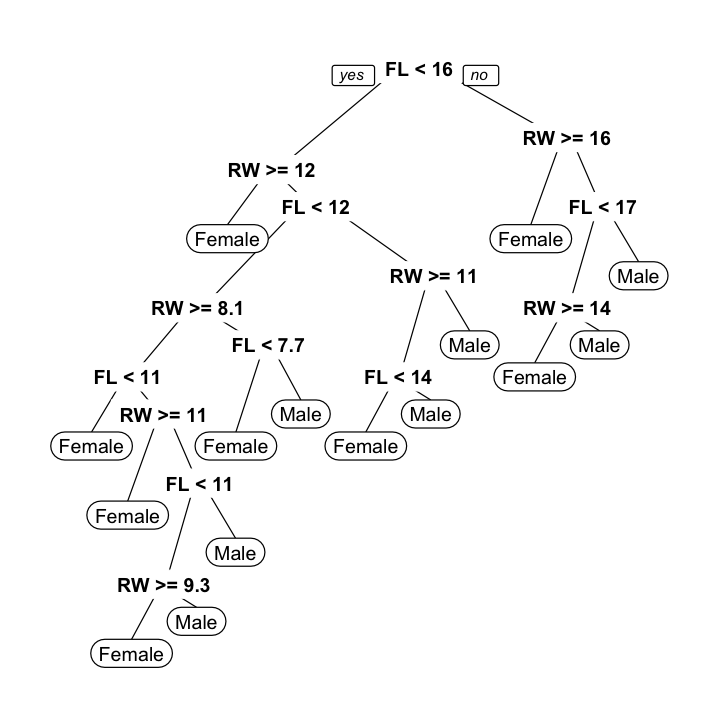 yes FL < 16 no
RW >= 16
RW >= 12
FL < 12 FL < 17
Female Female
RW >= 11 Male
RW >= 8.1 RW >= 14
FL < 7.7 Male Male
FL < 11 FL < 14 Female
RW >= 11 Male Male
Female Female Female
FL < 11
Female
Male
RW >= 9.3
Male
Female